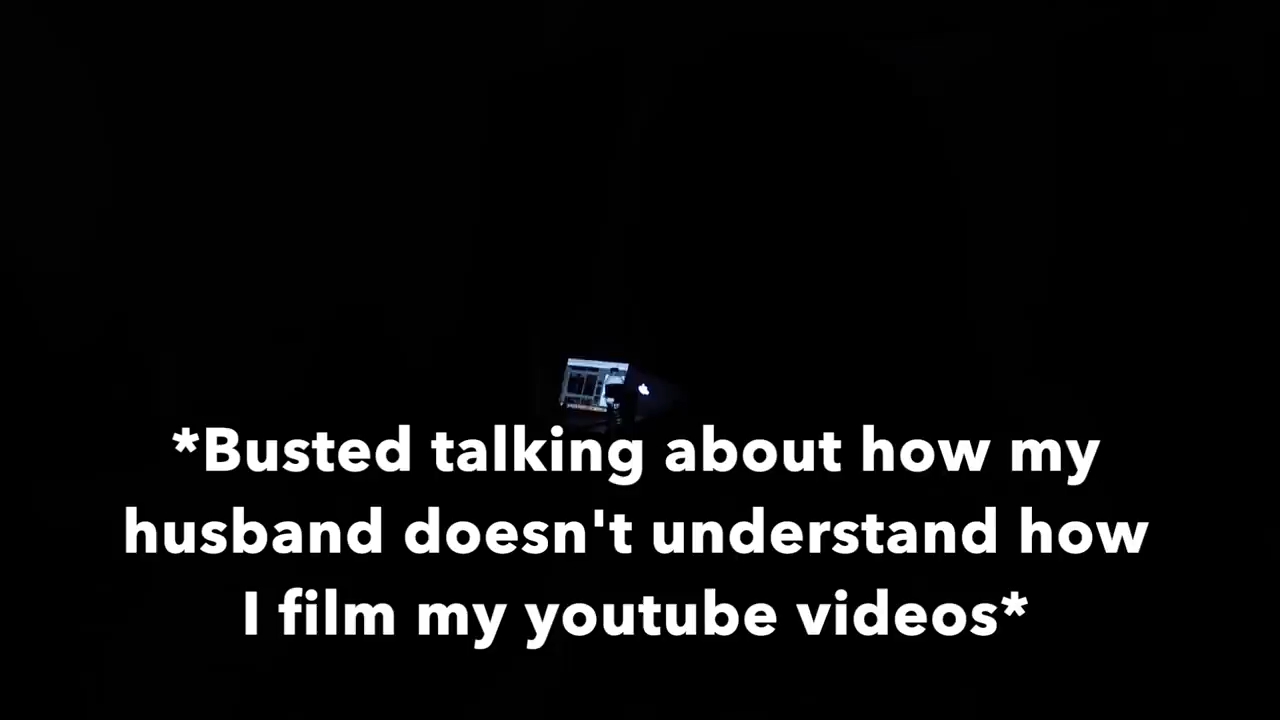 *Busted talking about how my
husband doesn't understand how
I film my youtube videos*